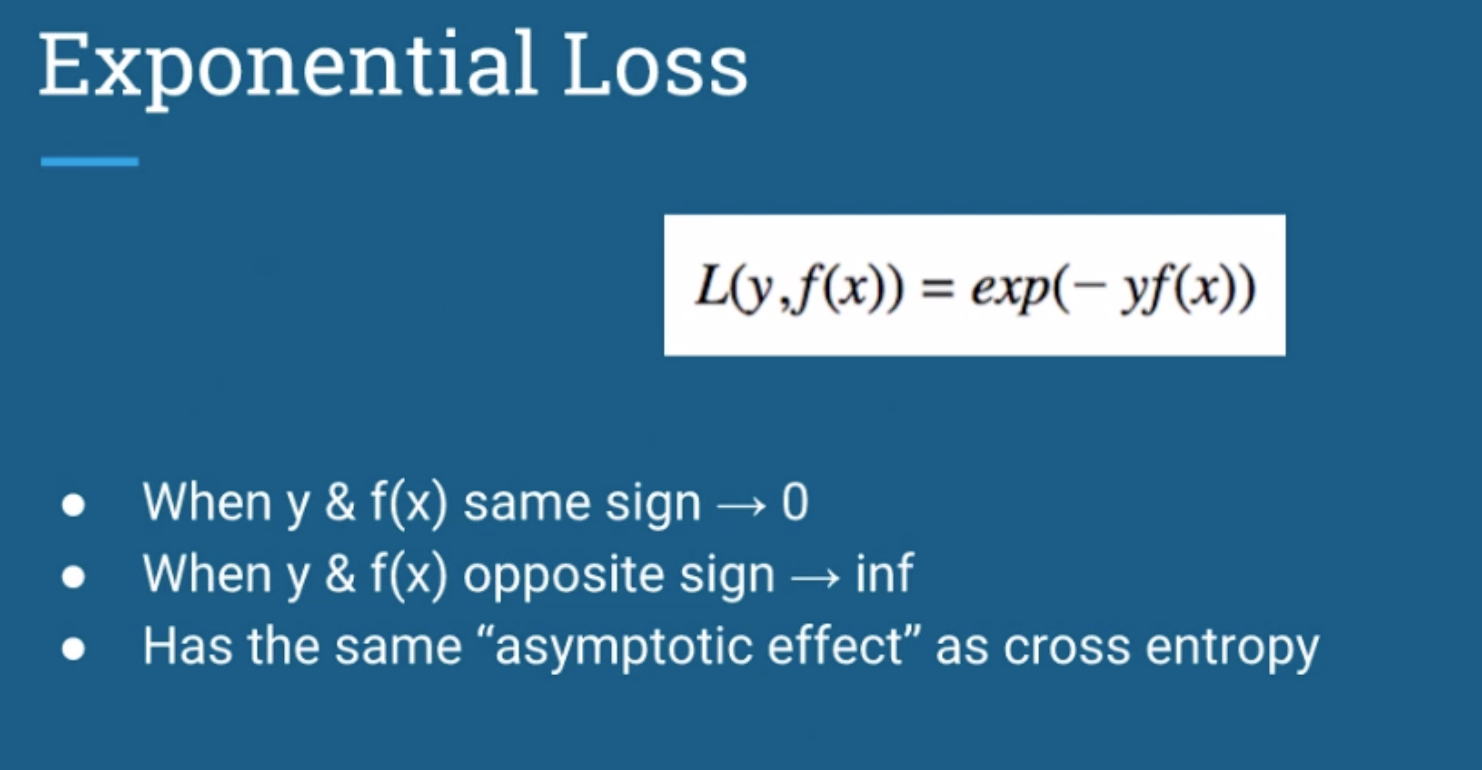 Exponential Loss
L(y,f(x)) = exp(− yf(x))
● When y & f(x) same sign → 0
● When y & f(x) opposite sign → inf
● Has the same “asymptotic effect” as cross entropy